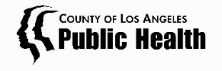 COUNTY OF LOS ANGELES
Public Health